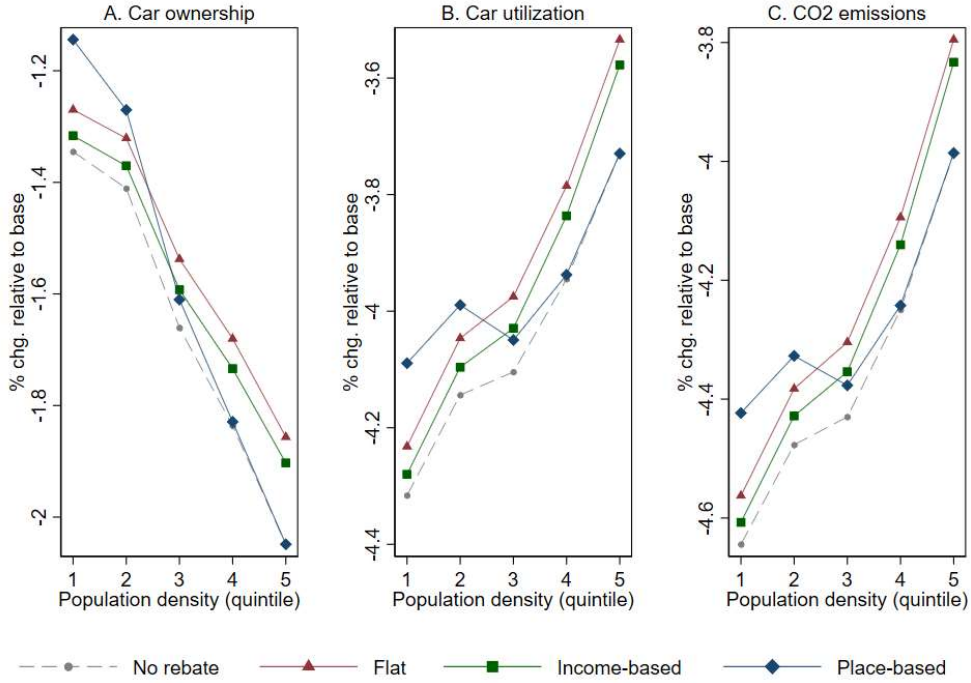 A. Car ownership
% chg. relative to base
-1.2
-1.4
-1.6
-1.8
-2
1 2 3 4 5
Population density (quintile)
B. Car utilization
% chg. relative to base
-3.6
-3.8
-4
-4.2
-4.4
1 2 3 4 5
Population density (quintile)
C. CO2 emissions
% chg. relative to base
-3.8
-4
-4.2
-4.4
-4.6
1 2 3 4 5
Population density (quintile)
No rebate Flat Income-based Place-based